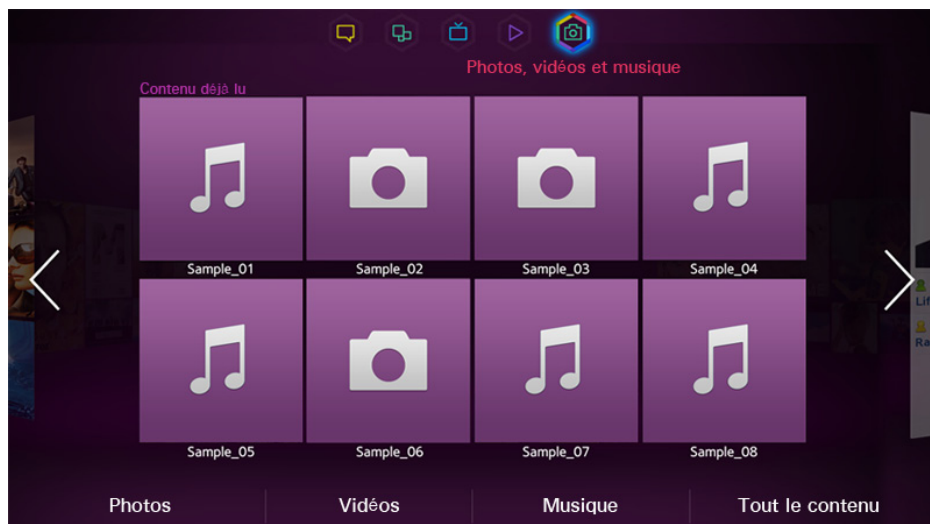 Photos, vidéos et musique
Contenu déjà lu
Sample_01 Sample_02 Sample_03 Sample_04
Sample_05 Sample_06 Sample_07 Sample_08
Photos Vidéos Musique Tout le contenu